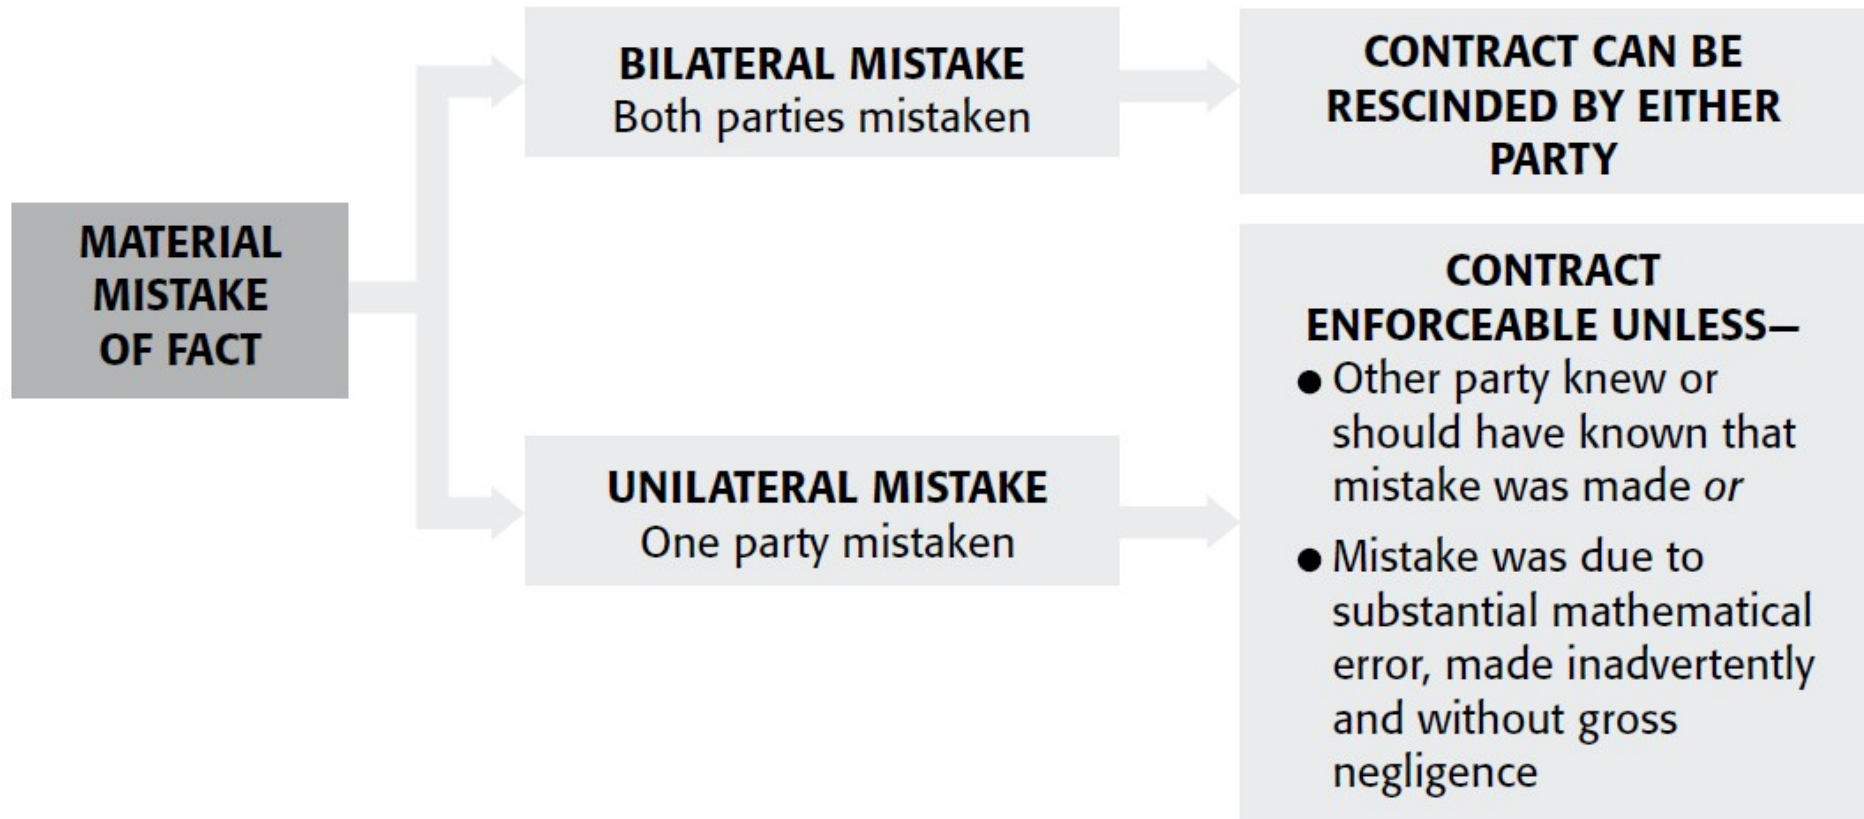 MATERIAL
MISTAKE
OF FACT
BILATERAL MISTAKE
Both parties mistaken
CONTRACT CAN BE
RESCINDED BY EITHER
PARTY
UNILATERAL MISTAKE
One party mistaken
CONTRACT
ENFORCEABLE UNLESS—
● Other party knew or
should have known that
mistake was made or
● Mistake was due to
substantial mathematical
error, made inadvertently
and without gross
negligence